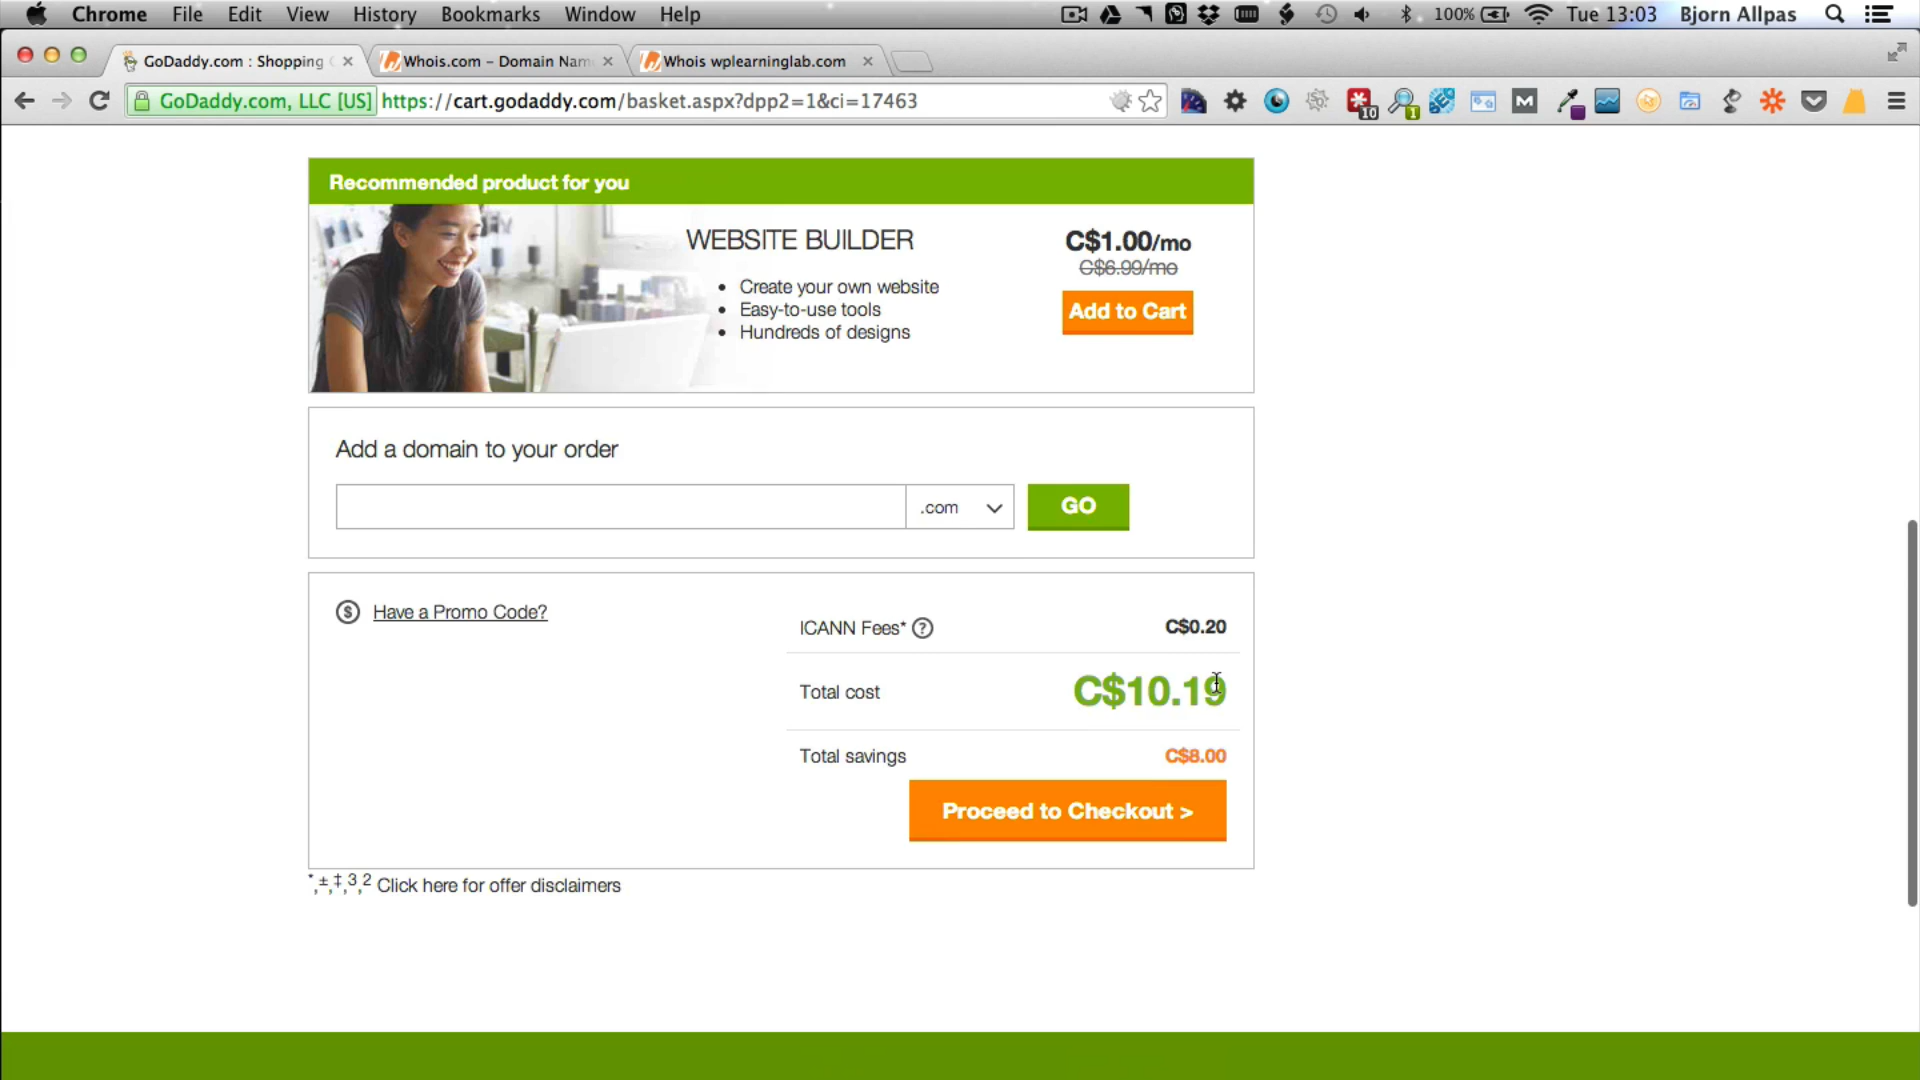 Chrome File Edit View History Bookmarks Window Help 100% Tue 13:03 Bjorn Allpas
GoDaddy.com : Shopping Whois.com – Domain Nam Whois wplearninglab.com
GoDaddy.com, LLC [US] https://cart.godaddy.com/basket.aspx?dpp2=1&ci=17463 10 1 M
Recommended product for you
WEBSITE BUILDER
C$1.00/mo
C$6.99/mo
• Create your own website
• Easy-to-use tools
• Hundreds of designs
Add to Cart
Add a domain to your order
.com GO
$ Have a Promo Code?
ICANN Fees* ? C$0.20
Total cost C$10.19
Total savings C$8.00
Proceed to Checkout >
*,±,‡,3,2 Click here for offer disclaimers